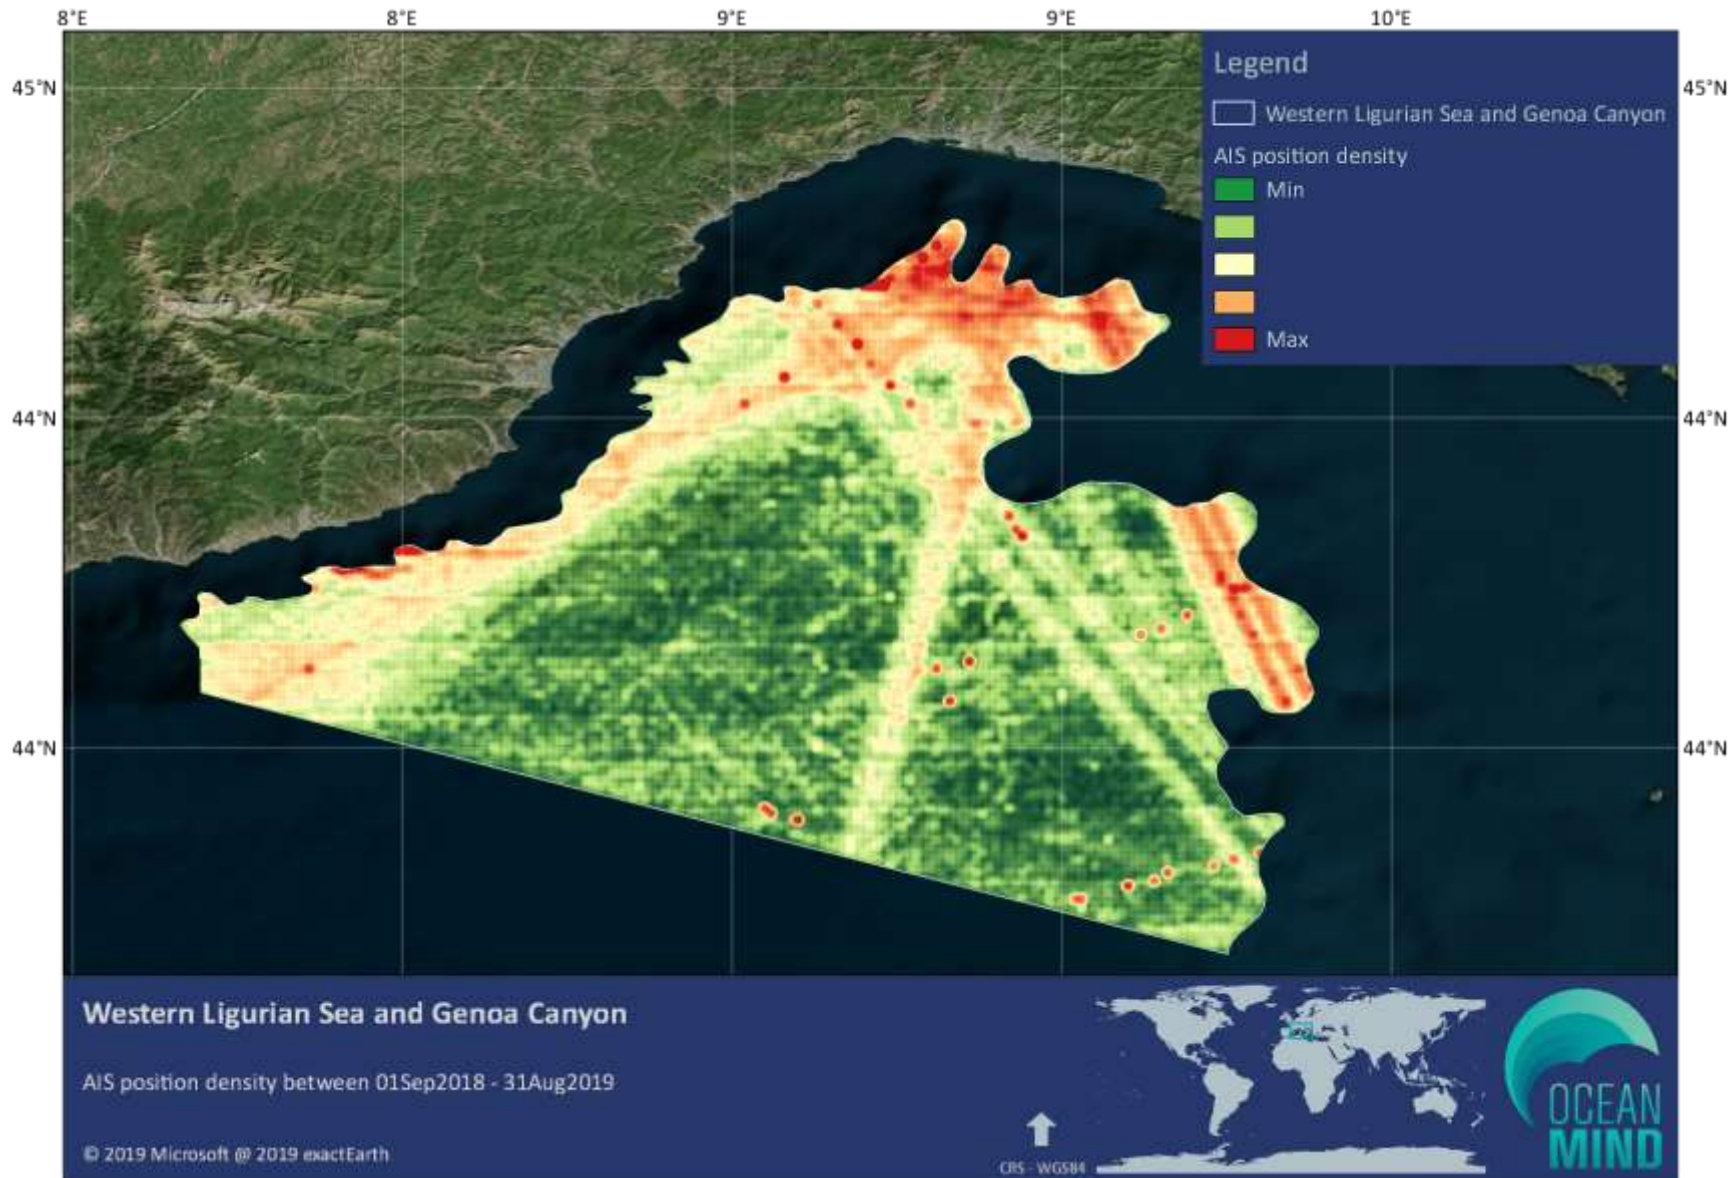 8°E 8°E 9°E 9°E 10°E
45°N 45°N
44°N 44°N
44°N 44°N
Legend
Western Ligurian Sea and Genoa Canyon
AIS position density
Min
Max
Western Ligurian Sea and Genoa Canyon
AIS position density between 01Sep2018 - 31Aug2019
© 2019 Microsoft @ 2019 exactEarth
CRS - WGS84
OCEAN
MIND